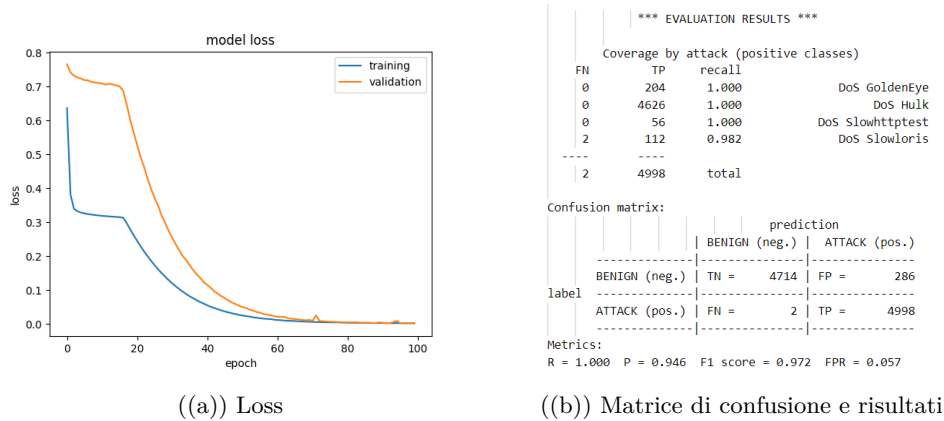 model loss
training
validation
0.8
0.7
0.6
0.5
0.4
0.3
0.2
0.1
0.0
loss
0 20 40 60 80 100
epoch
((a)) Loss
*** EVALUATION RESULTS ***
Coverage by attack (positive classes)
FN TP recall
0 204 1.000 DoS GoldenEye
0 4626 1.000 DoS Hulk
0 56 1.000 DoS Slowhttptest
2 112 0.982 DoS Slowloris
---- ----
2 4998 total
Confusion matrix:
prediction
| BENIGN (neg.) | ATTACK (pos.)
--------------|---------------|--------------
BENIGN (neg.) | TN = 4714 | FP = 286
label --------------|---------------|--------------
ATTACK (pos.) | FN = 2 | TP = 4998
--------------|---------------|--------------
Metrics:
R = 1.000 P = 0.946 F1 score = 0.972 FPR = 0.057
((b)) Matrice di confusione e risultati